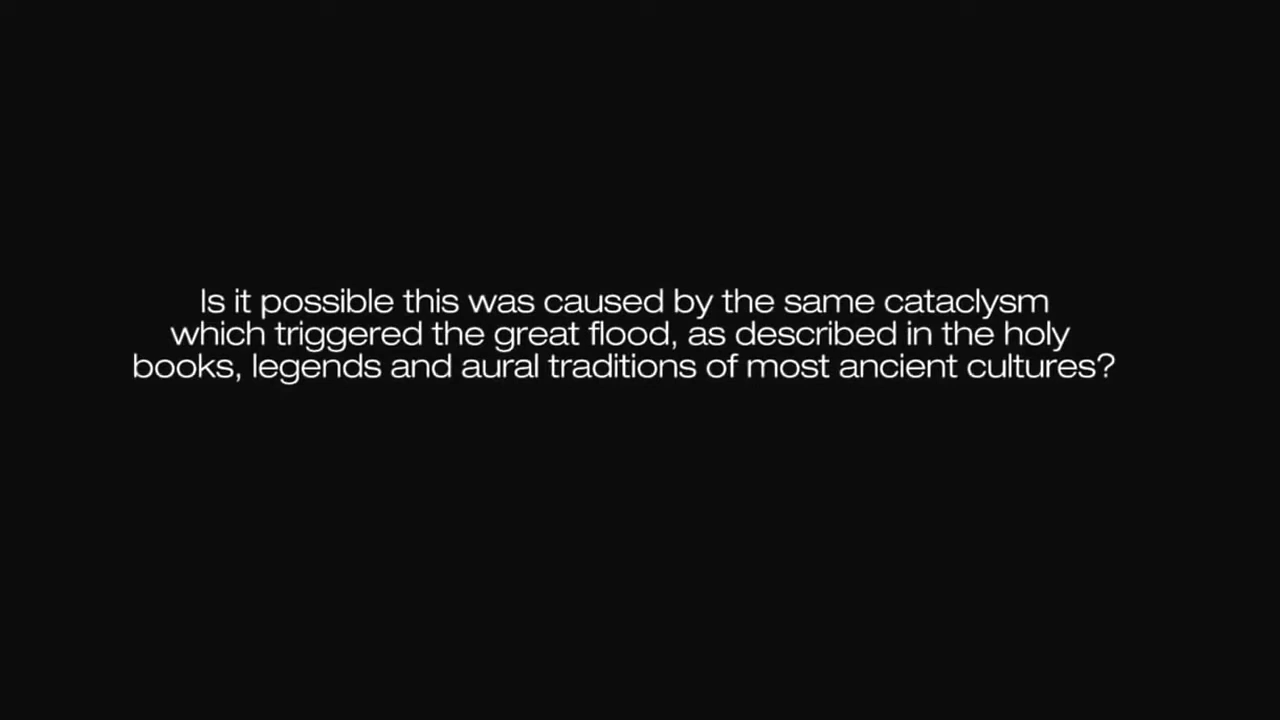 Is it possible this was caused by the same cataclysm
which triggered the great flood, as described in the holy
books, legends and aural traditions of most ancient cultures?